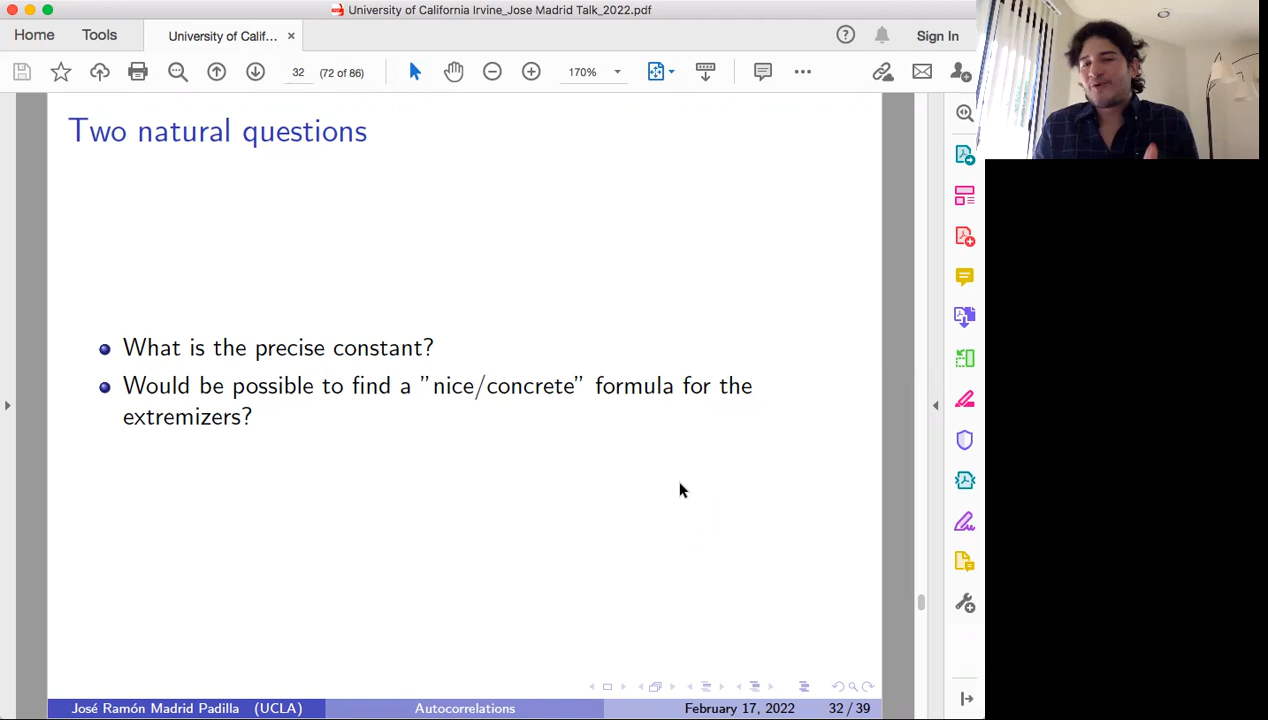 University of California Irvine_Jose Madrid Talk_2022.pdf
Home Tools University of Calif... × Sign In
32 (72 of 86) 170%
Two natural questions
What is the precise constant?
Would be possible to find a "nice/concrete" formula for the
extremizers?
José Ramón Madrid Padilla (UCLA) Autocorrelations February 17, 2022 32 / 39